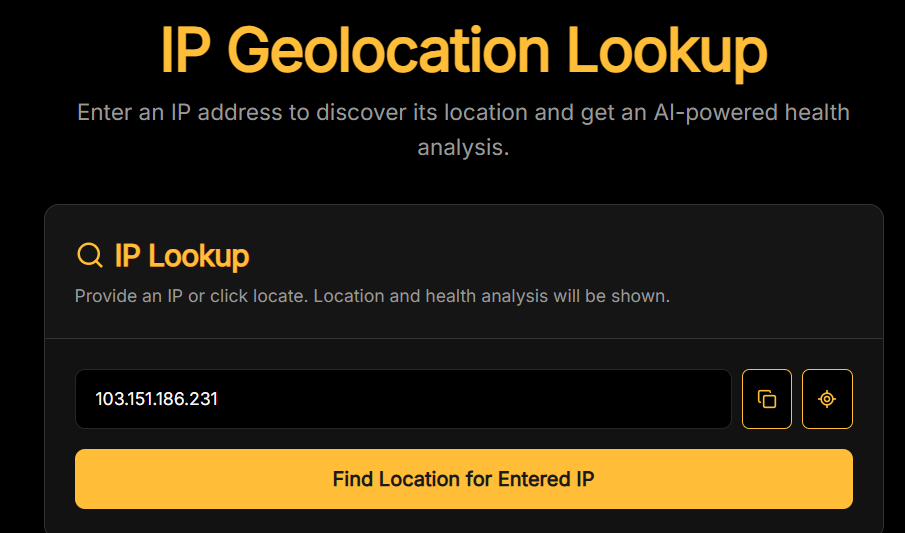 IP Geolocation Lookup
Enter an IP address to discover its location and get an AI-powered health
analysis.
IP Lookup
Provide an IP or click locate. Location and health analysis will be shown.
103.151.186.231
Find Location for Entered IP